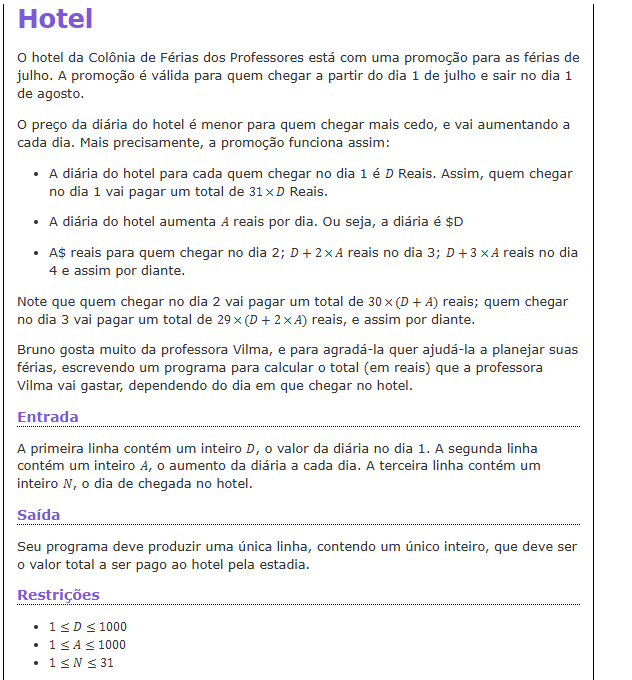 Hotel
O hotel da Colônia de Férias dos Professores está com uma promoção para as férias de
julho. A promoção é válida para quem chegar a partir do dia 1 de julho e sair no dia 1
de agosto.
O preço da diária do hotel é menor para quem chegar mais cedo, e vai aumentando a
cada dia. Mais precisamente, a promoção funciona assim:
• A diária do hotel para cada quem chegar no dia 1 é D Reais. Assim, quem chegar
no dia 1 vai pagar um total de 31 × D Reais.
• A diária do hotel aumenta A reais por dia. Ou seja, a diária é $D
• A$ reais para quem chegar no dia 2; D + 2 × A reais no dia 3; D + 3 × A reais no dia
4 e assim por diante.
Note que quem chegar no dia 2 vai pagar um total de 30 × (D + A) reais; quem chegar
no dia 3 vai pagar um total de 29 × (D + 2 × A) reais, e assim por diante.
Bruno gosta muito da professora Vilma, e para agradá-la quer ajudá-la a planejar suas
férias, escrevendo um programa para calcular o total (em reais) que a professora
Vilma vai gastar, dependendo do dia em que chegar no hotel.
Entrada
A primeira linha contém um inteiro D, o valor da diária no dia 1. A segunda linha
contém um inteiro A, o aumento da diária a cada dia. A terceira linha contém um
inteiro N, o dia de chegada no hotel.
Saída
Seu programa deve produzir uma única linha, contendo um único inteiro, que deve ser
o valor total a ser pago ao hotel pela estadia.
Restrições
• 1 ≤ D ≤ 1000
• 1 ≤ A ≤ 1000
• 1 ≤ N ≤ 31